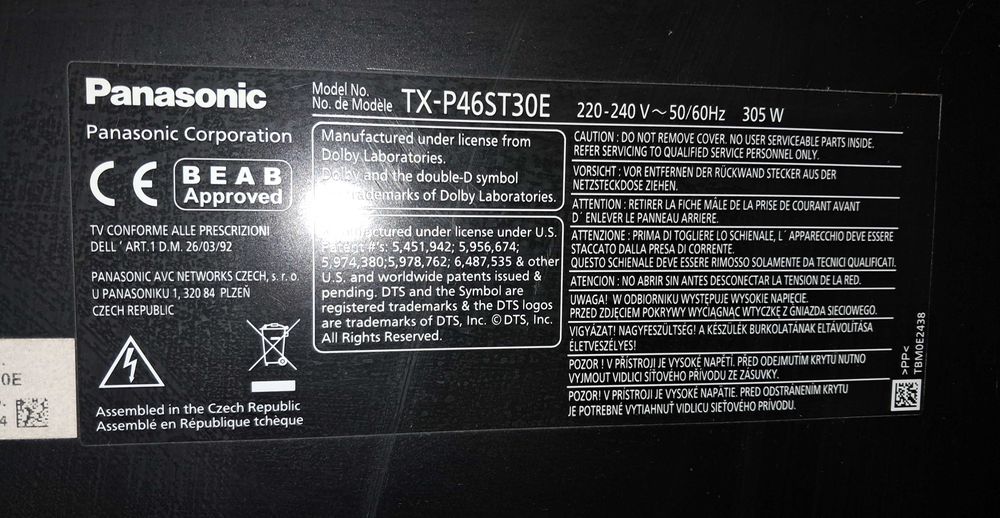 Panasonic
Model No.
No. de Modèle
TX-P46ST30E
220-240 V～50/60Hz 305 W
Panasonic Corporation
CE
BEAB
Approved
TV CONFORME ALLE PRESCRIZIONI
DELL ' ART.1 D.M. 26/03/92
PANASONIC AVC NETWORKS CZECH, s. r. o.
U PANASONIKU 1, 320 84 PLZEŇ
CZECH REPUBLIC
Assembled in the Czech Republic
Assemblé en République tchèque
Manufactured under license from
Dolby Laboratories.
Dolby and the double-D symbol
trademarks of Dolby Laboratories.
Manufactured under license under U.S.
Patent #'s: 5,451,942; 5,956,674;
5,974,380;5,978,762; 6,487,535 & other
U.S. and worldwide patents issued &
pending. DTS and the Symbol are
registered trademarks & the DTS logos
are trademarks of DTS, Inc. © DTS, Inc.
All Rights Reserved.
CAUTION : DO NOT REMOVE COVER. NO USER SERVICEABLE PARTS INSIDE.
REFER SERVICING TO QUALIFIED SERVICE PERSONNEL ONLY.
VORSICHT : VOR ENTFERNEN DER RÜCKWAND STECKER AUS DER
NETZSTECKDOSE ZIEHEN.
ATTENTION : RETIRER LA FICHE MÂLE DE LA PRISE DE COURANT AVANT
D´ ENLEVER LE PANNEAU ARRIERE.
ATTENZIONE : PRIMA DI TOGLIERE LO SCHIENALE, L´ APPARECCHIO DEVE ESSERE
STACCATO DALLA PRESA DI CORRENTE.
QUESTO SCHIENALE DEVE ESSERE RIMOSSO SOLAMENTE DA TECNICI QUALIFICATI.
ATENCION : NO ABRIR SIN ANTES DESCONECTAR LA TENSION DE LA RED.
UWAGA! W ODBIORNIKU WYSTĘPUJE WYSOKIE NAPIĘCIE.
PRZED ZDJĘCIEM POKRYWY WYCIĄGNĄĆ WTYCZKĘ Z GNIAZDA SIECIOWEGO.
VIGYÁZAT! NAGYFESZÜLTSÉG! A KÉSZÜLÉK BURKOLATÁNAK ELTÁVOLÍTÁSA
ÉLETVESZÉLYES!
POZOR ! V PŘÍSTROJI JE VYSOKÉ NAPĚTÍ. PŘED ODEJMUTÍM KRYTU NUTNO
VYJMOUT VIDLICI SÍŤOVÉHO PŘÍVODU ZE ZÁSUVKY.
POZOR! V PRÍSTROJI JE VYSOKÉ NAPÄTIE. PRED ODSTRÁNENÍM KRYTU
JE POTREBNÉ VYTIAHNUŤ VIDLICU SIEŤOVÉHO PRÍVODU.
>PP<
TBM0E2438
0E
4